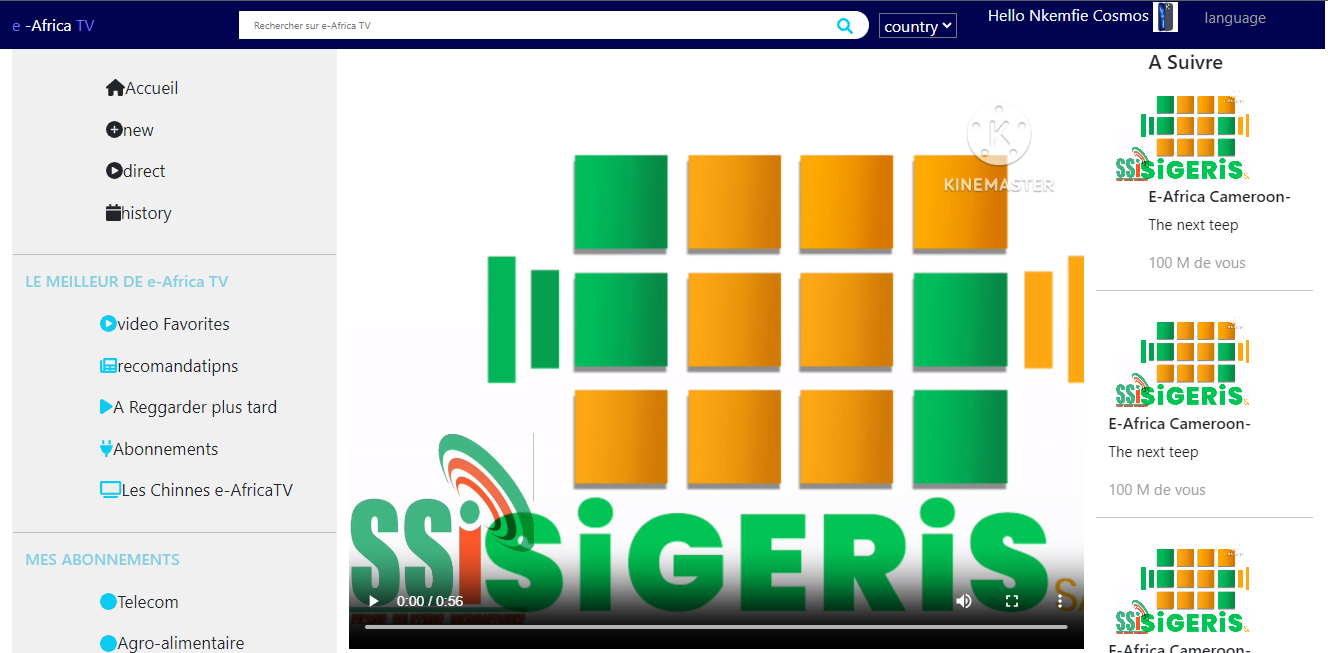 e -Africa TV
Rechercher sur e-Africa TV
country
Hello Nkemfie Cosmos
language
Accueil
new
direct
history
LE MEILLEUR DE e-Africa TV
video Favorites
recomandatipns
A Reggarder plus tard
Abonnements
Les Chinnes e-AfricaTV
MES ABONNEMENTS
Telecom
Agro-alimentaire
K
KINEMASTER
SSi SiGERiS
SA
0:00 / 0:56
A Suivre
SSi SiGERiS
E-Africa Cameroon-
The next teep
100 M de vous
SSi SiGERiS
E-Africa Cameroon-
The next teep
100 M de vous
SSi SiGERiS
E-Africa Cameroon-